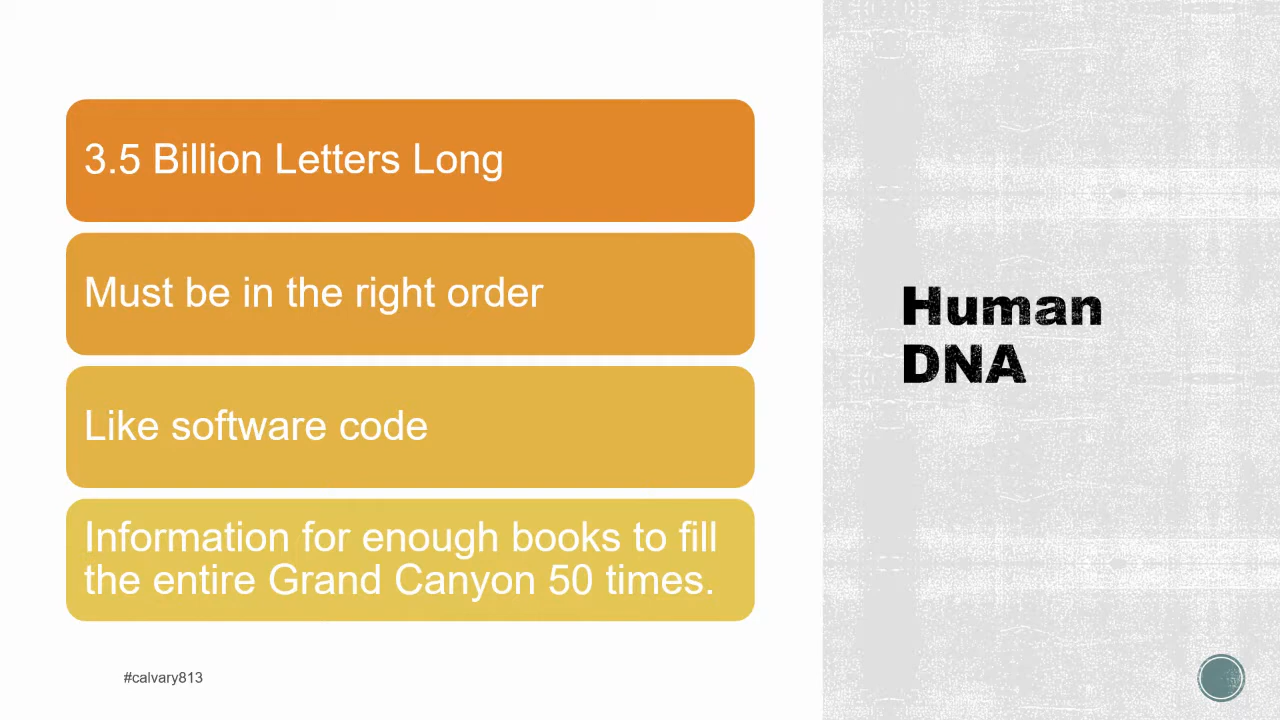 3.5 Billion Letters Long
Must be in the right order
Like software code
Information for enough books to fill
the entire Grand Canyon 50 times.
Human
DNA
#calvary813